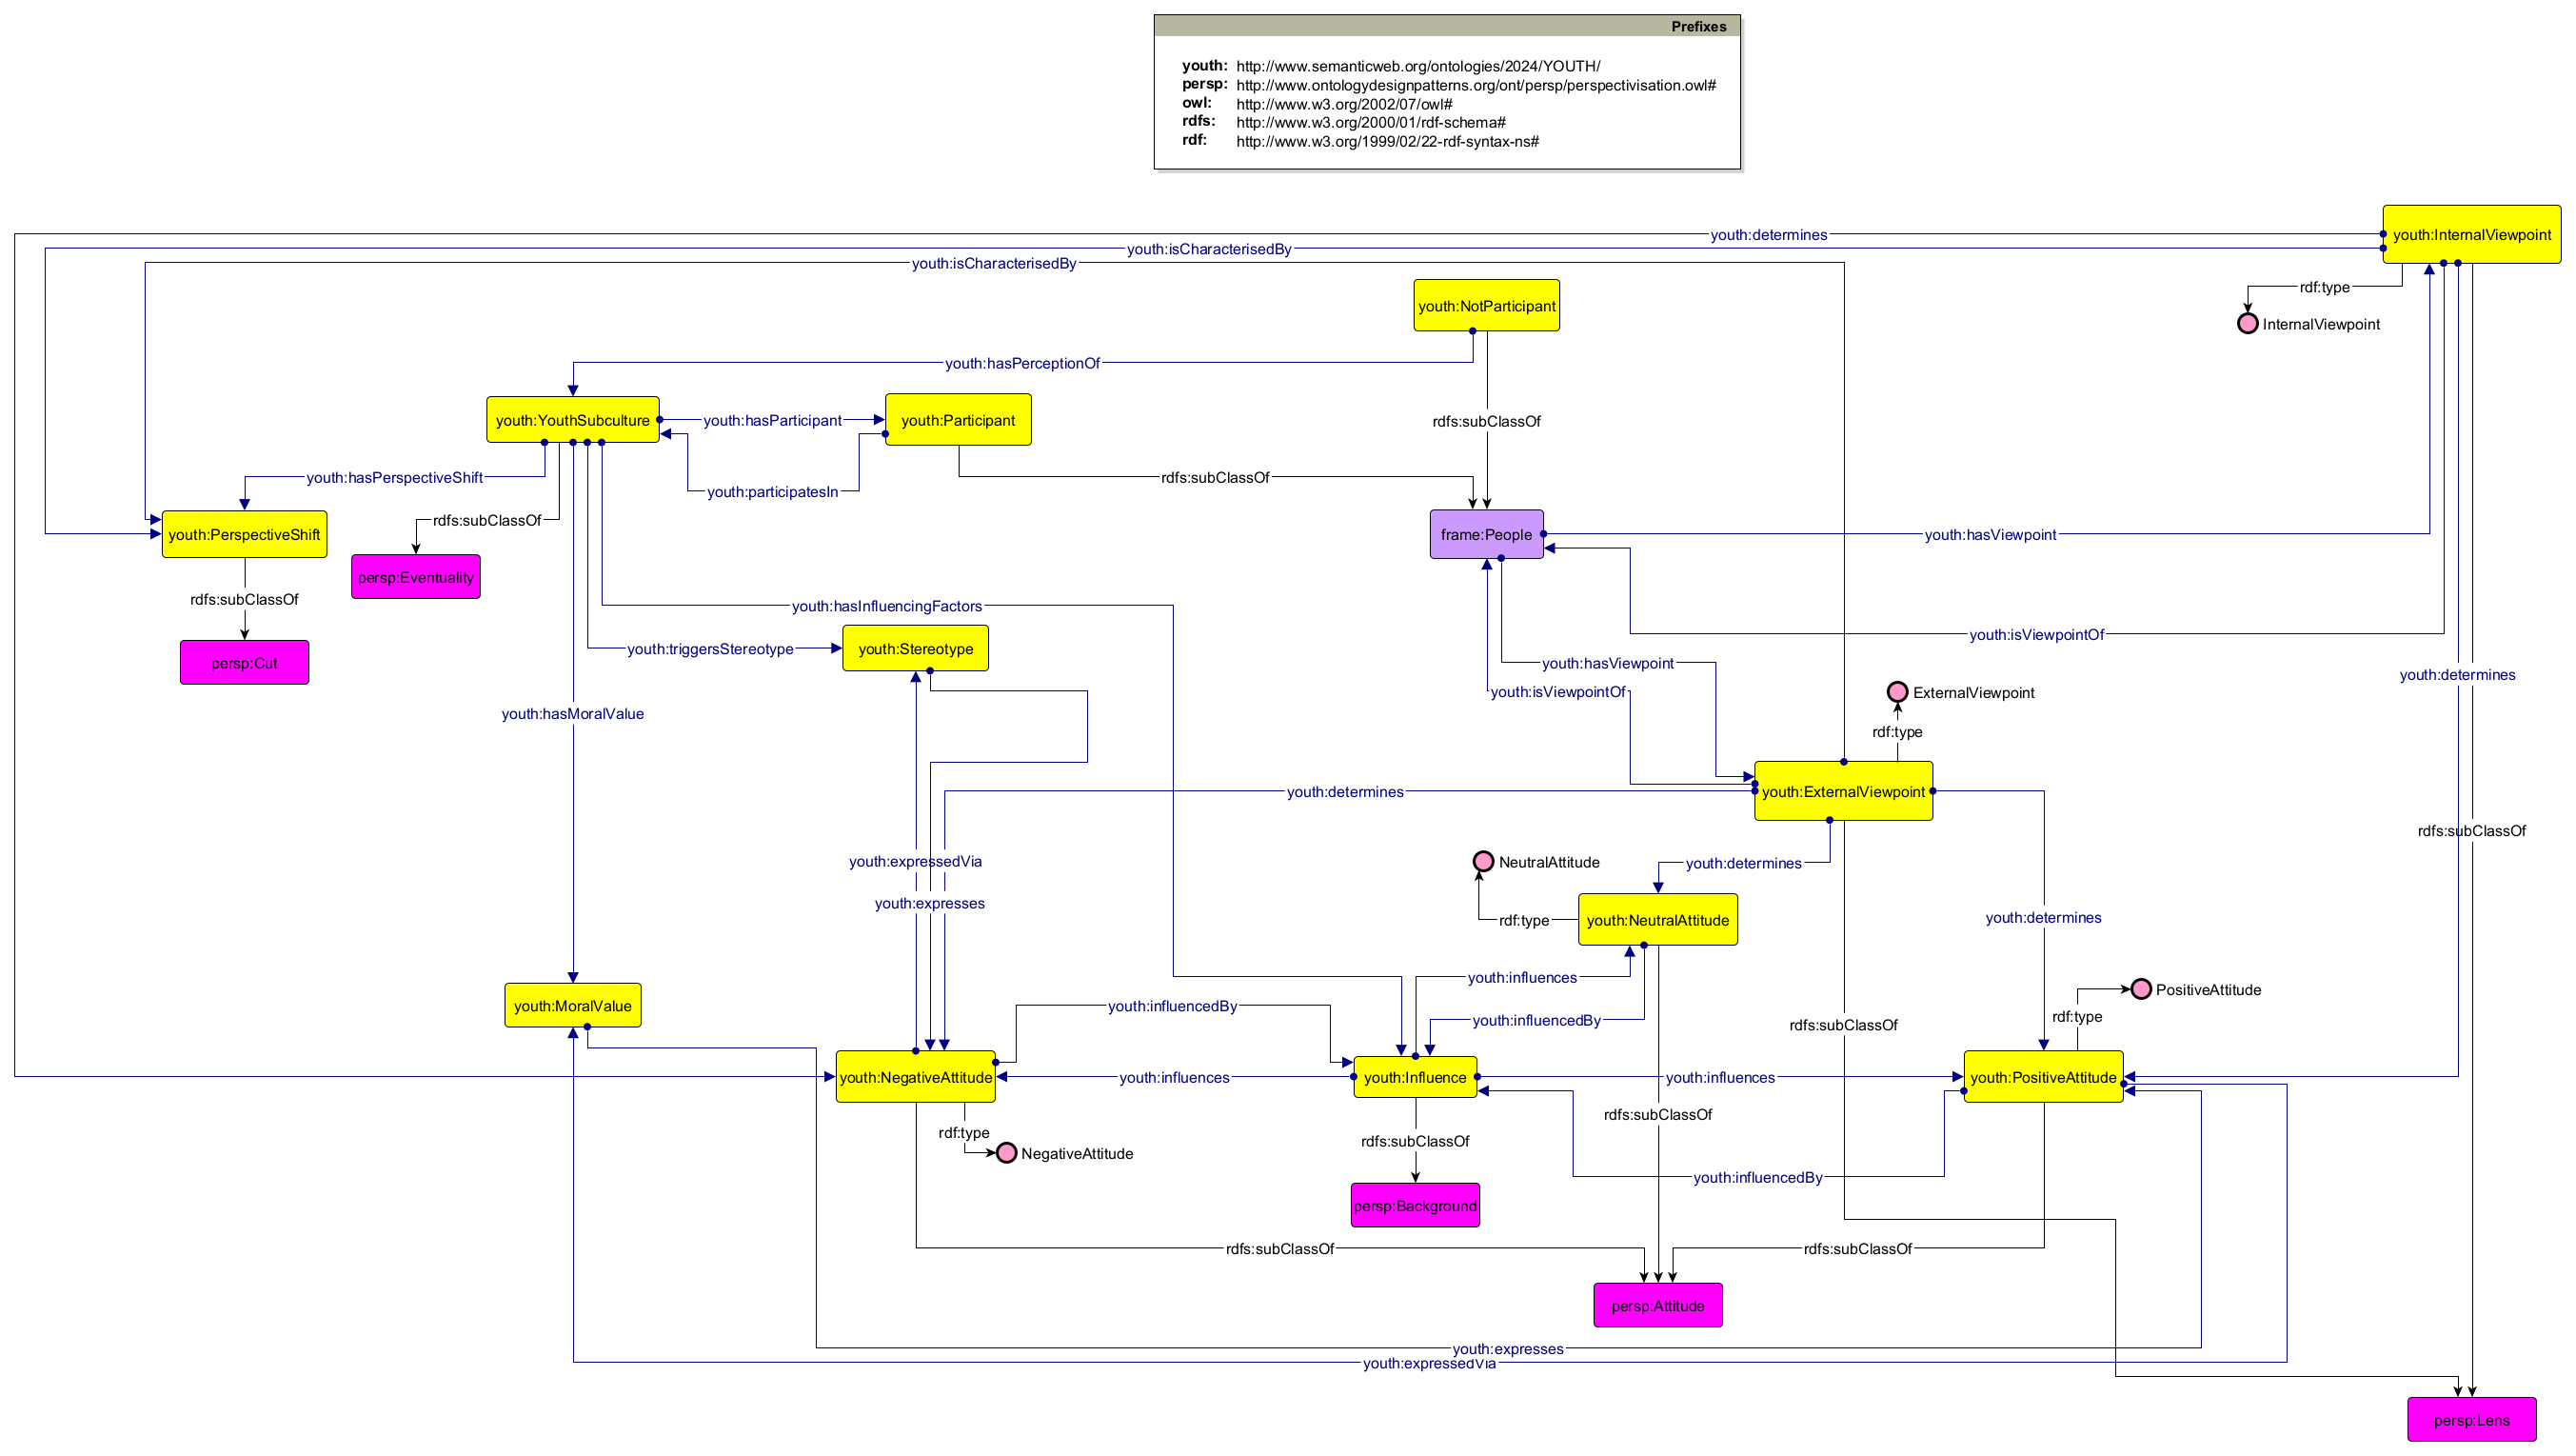 Prefixes
youth: http://www.semanticweb.org/ontologies/2024/YOUTH/
persp: http://www.ontologydesignpatterns.org/ont/persp/perspectivisation.owl#
owl: http://www.w3.org/2002/07/owl#
rdfs: http://www.w3.org/2000/01/rdf-schema#
rdf: http://www.w3.org/1999/02/22-rdf-syntax-ns#
youth:determines
youth:InternalViewpoint
youth:isCharacterisedBy
youth:isCharacterisedBy
rdf:type
youth:NotParticipant
InternalViewpoint
youth:hasPerceptionOf
youth:YouthSubculture
youth:hasParticipant
youth:Participant
rdfs:subClassOf
youth:hasPerspectiveShift
rdfs:subClassOf
youth:participatesIn
rdfs:subClassOf
youth:PerspectiveShift
frame:People
youth:hasViewpoint
persp:Eventuality
rdfs:subClassOf
youth:hasInfluencingFactors
youth:isViewpointOf
youth:triggersStereotype
youth:Stereotype
persp:Cut
youth:hasViewpoint
youth:determines
youth:isViewpointOf
ExternalViewpoint
youth:hasMoralValue
rdf:type
youth:determines
youth:ExternalViewpoint
rdfs:subClassOf
youth:expressedVia
NeutralAttitude
youth:determines
youth:expresses
rdf:type
youth:NeutralAttitude
youth:determines
youth:influences
PositiveAttitude
youth:MoralValue
youth:influencedBy
youth:influencedBy
rdf:type
rdfs:subClassOf
youth:NegativeAttitude
youth:influences
youth:Influence
youth:influences
youth:PositiveAttitude
rdfs:subClassOf
rdf:type
rdfs:subClassOf
NegativeAttitude
youth:influencedBy
persp:Background
rdfs:subClassOf
rdfs:subClassOf
persp:Attitude
youth:expresses
youth:expressedVia
persp:Lens